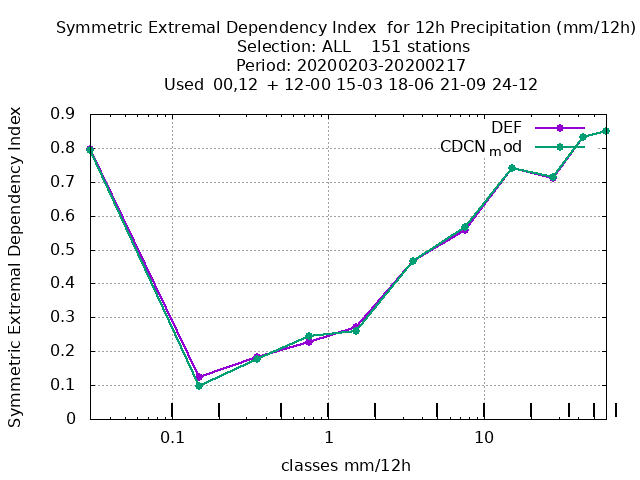 Symmetric Extremal Dependency Index  for 12h Precipitation (mm/12h)
Selection: ALL    151 stations
Period: 20200203-20200217
Used  00,12  + 12-00 15-03 18-06 21-09 24-12
Symmetric Extremal Dependency Index
0.9
0.8
0.7
0.6
0.5
0.4
0.3
0.2
0.1
0
DEF
CDCNmod
0.1 1 10
classes mm/12h